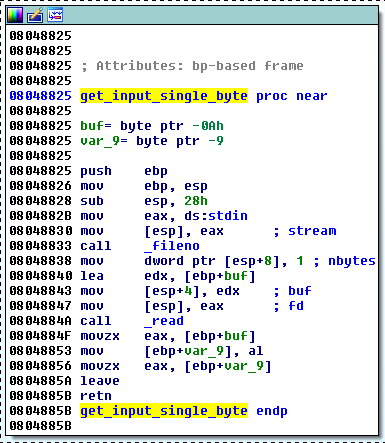 08048825
08048825
08048825 ; Attributes: bp-based frame
08048825
08048825 get_input_single_byte proc near
08048825
08048825 buf= byte ptr -0Ah
08048825 var_9= byte ptr -9
08048825
08048825 push ebp
08048826 mov ebp, esp
08048828 sub esp, 28h
0804882B mov eax, ds:stdin
08048830 mov [esp], eax ; stream
08048833 call _fileno
08048838 mov dword ptr [esp+8], 1 ; nbytes
08048840 lea edx, [ebp+buf]
08048843 mov [esp+4], edx ; buf
08048847 mov [esp], eax ; fd
0804884A call _read
0804884F movzx eax, [ebp+buf]
08048853 mov [ebp+var_9], al
08048856 movzx eax, [ebp+var_9]
0804885A leave
0804885B retn
0804885B get_input_single_byte endp
0804885B